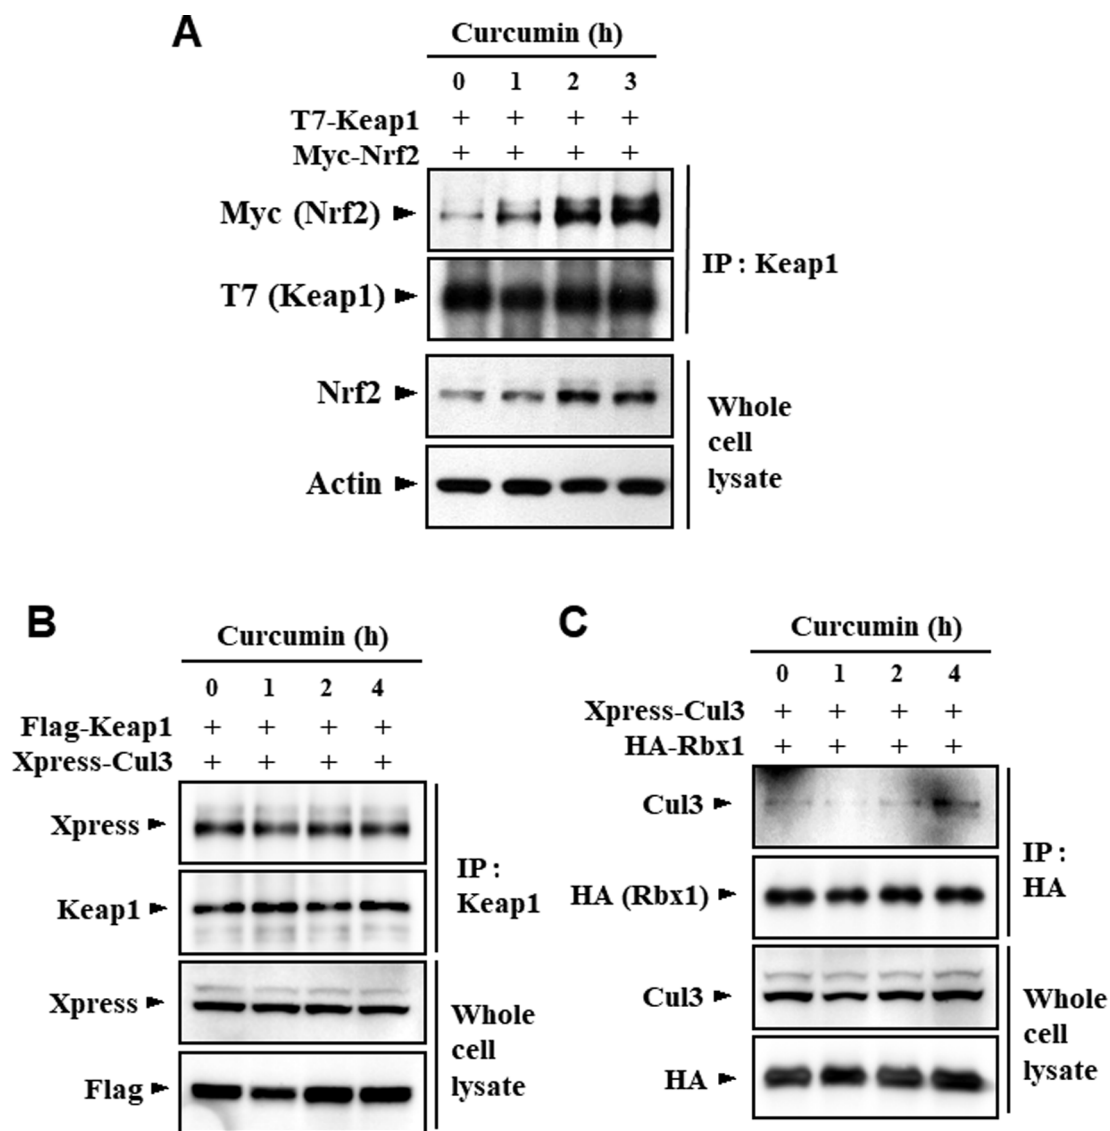 A
Curcumin (h)
0 1 2 3
T7-Keap1 + + + +
Myc-Nrf2 + + + +
Myc (Nrf2)
T7 (Keap1)
IP : Keap1
Nrf2
Actin
Whole
cell
lysate
B
Curcumin (h)
0 1 2 4
Flag-Keap1 + + + +
Xpress-Cul3 + + + +
Xpress
Keap1
IP :
Keap1
Xpress
Flag
Whole
cell
lysate
C
Curcumin (h)
0 1 2 4
Xpress-Cul3 + + + +
HA-Rbx1 + + + +
Cul3
HA (Rbx1)
IP :
HA
Cul3
HA
Whole
cell
lysate